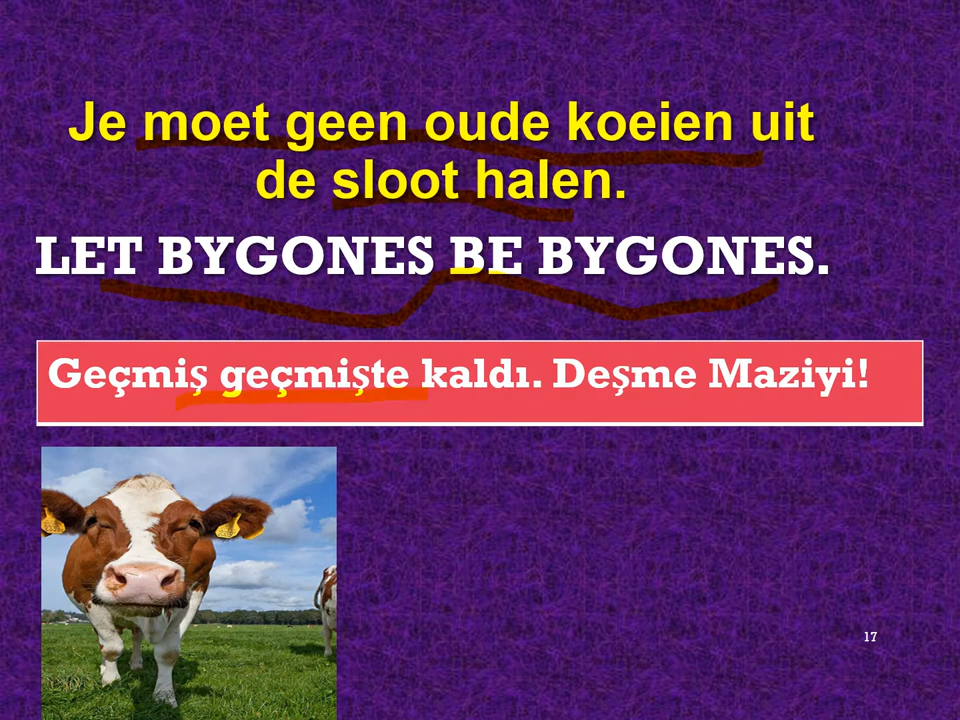 Je moet geen oude koeien uit
de sloot halen.
LET BYGONES BE BYGONES.
Geçmiş geçmişte kaldı. Deşme Maziyi!
17